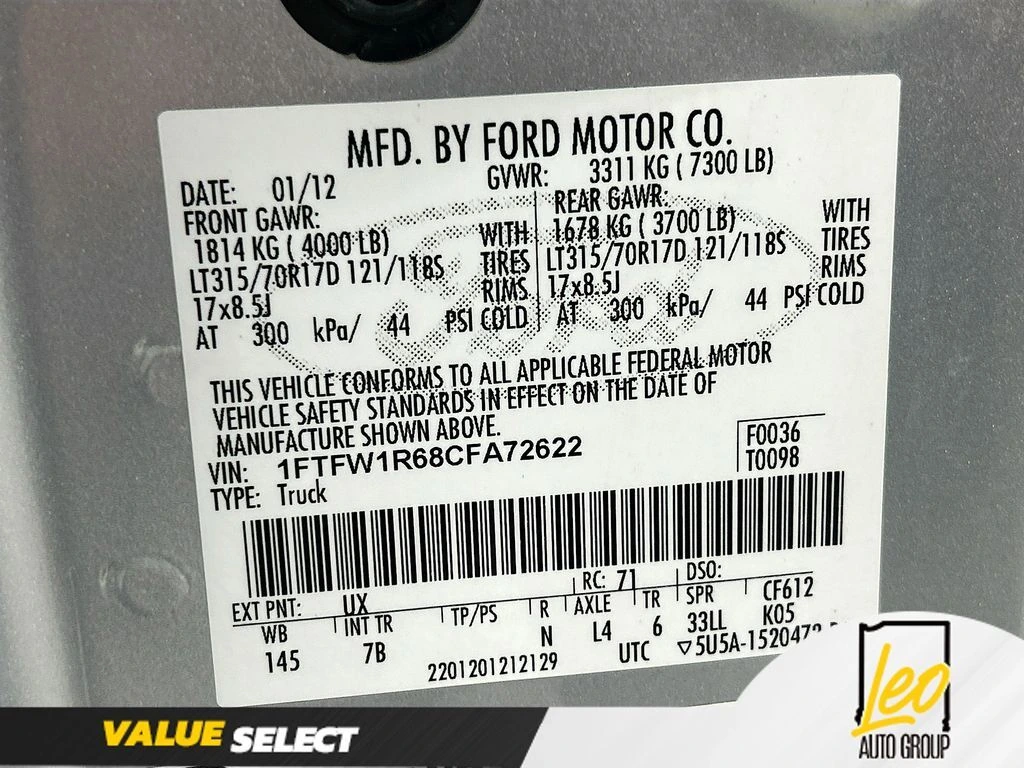 MFD. BY FORD MOTOR CO.
DATE: 01/12 GVWR: 3311 KG ( 7300 LB)
FRONT GAWR: REAR GAWR:
1814 KG ( 4000 LB) WITH 1678 KG ( 3700 LB) WITH
LT315/70R17D 121/118S TIRES LT315/70R17D 121/118S TIRES
17x8.5J RIMS 17x8.5J RIMS
AT 300 kPa/ 44 PSI COLD AT 300 kPa/ 44 PSI COLD
THIS VEHICLE CONFORMS TO ALL APPLICABLE FEDERAL MOTOR
VEHICLE SAFETY STANDARDS IN EFFECT ON THE DATE OF
MANUFACTURE SHOWN ABOVE.
VIN: 1FTFW1R68CFA72622 F0036
TYPE: Truck T0098
EXT PNT: UX RC: 71 DSO:
WB INT TR TP/PS R AXLE TR SPR CF612
145 7B N L4 6 33LL K05
2201201212129 UTC ▽5U5A-1520472
VALUE SELECT
Leo
AUTO GROUP